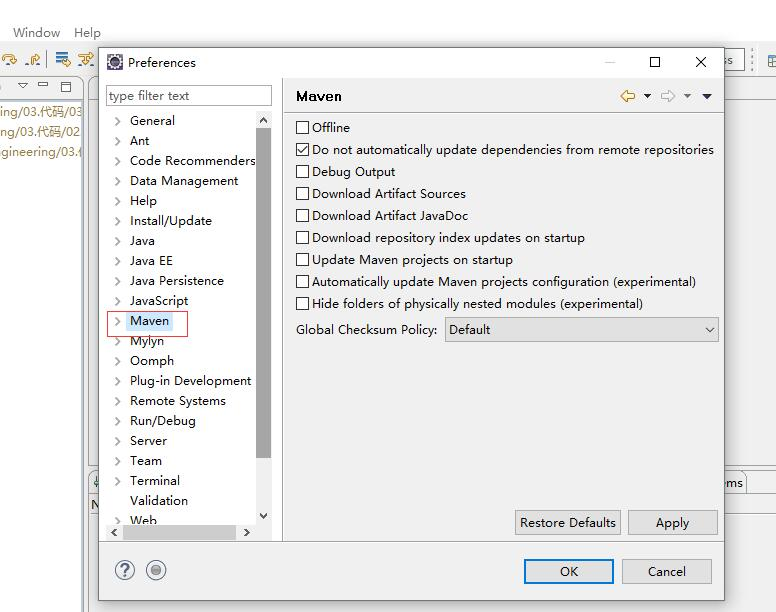 Window Help
Preferences
type filter text
General
Ant
Code Recommenders
Data Management
Help
Install/Update
Java
Java EE
Java Persistence
JavaScript
Maven
Mylyn
Oomph
Plug-in Development
Remote Systems
Run/Debug
Server
Team
Terminal
Validation
Web
Maven
Offline
Do not automatically update dependencies from remote repositories
Debug Output
Download Artifact Sources
Download Artifact JavaDoc
Download repository index updates on startup
Update Maven projects on startup
Automatically update Maven projects configuration (experimental)
Hide folders of physically nested modules (experimental)
Global Checksum Policy: Default
Restore Defaults Apply
OK Cancel
ing/03.代码/03
ng/03.代码/02
gineering/03.